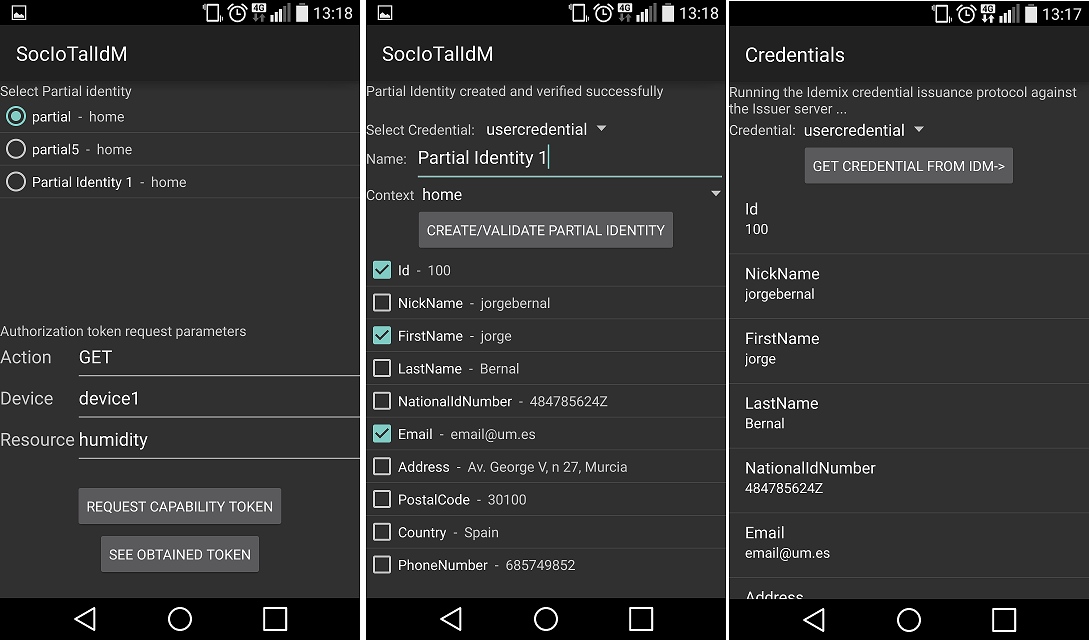 4G 13:18
SocIoTalIdM
Select Partial identity
partial - home
partial5 - home
Partial Identity 1 - home
Authorization token request parameters
Action GET
Device device1
Resource humidity
REQUEST CAPABILITY TOKEN
SEE OBTAINED TOKEN
4G 13:18
SocIoTalIdM
Partial Identity created and verified successfully
Select Credential: usercredential
Name: Partial Identity 1
Context home
CREATE/VALIDATE PARTIAL IDENTITY
Id - 100
NickName - jorgebernal
FirstName - jorge
LastName - Bernal
NationalIdNumber - 484785624Z
Email - email@um.es
Address - Av. George V, n 27, Murcia
PostalCode - 30100
Country - Spain
PhoneNumber - 685749852
4G 13:17
Credentials
Running the Idemix credential issuance protocol against
the Issuer server ...
Credential: usercredential
GET CREDENTIAL FROM IDM->
Id
100
NickName
jorgebernal
FirstName
jorge
LastName
Bernal
NationalIdNumber
484785624Z
Email
email@um.es
Address